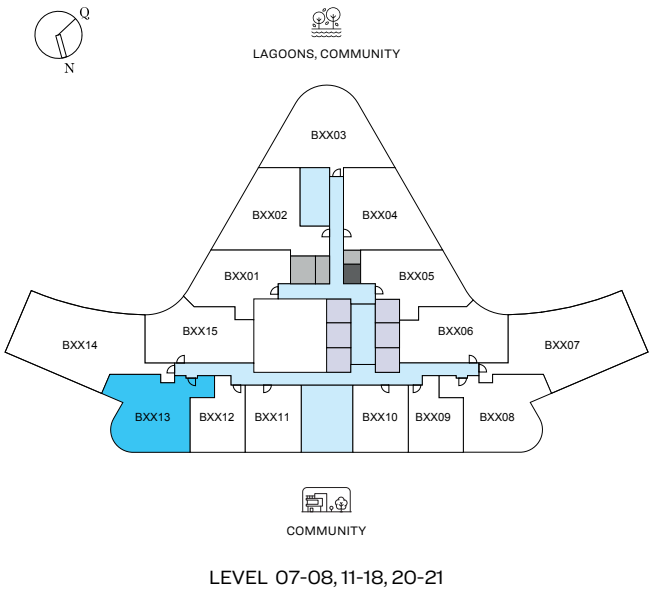 Q
N
LAGOONS, COMMUNITY
BXX03
BXX02
BXX04
BXX01
BXX05
BXX14
BXX15
BXX06
BXX07
BXX13
BXX12
BXX11
BXX10
BXX09
BXX08
COMMUNITY
LEVEL 07-08, 11-18, 20-21